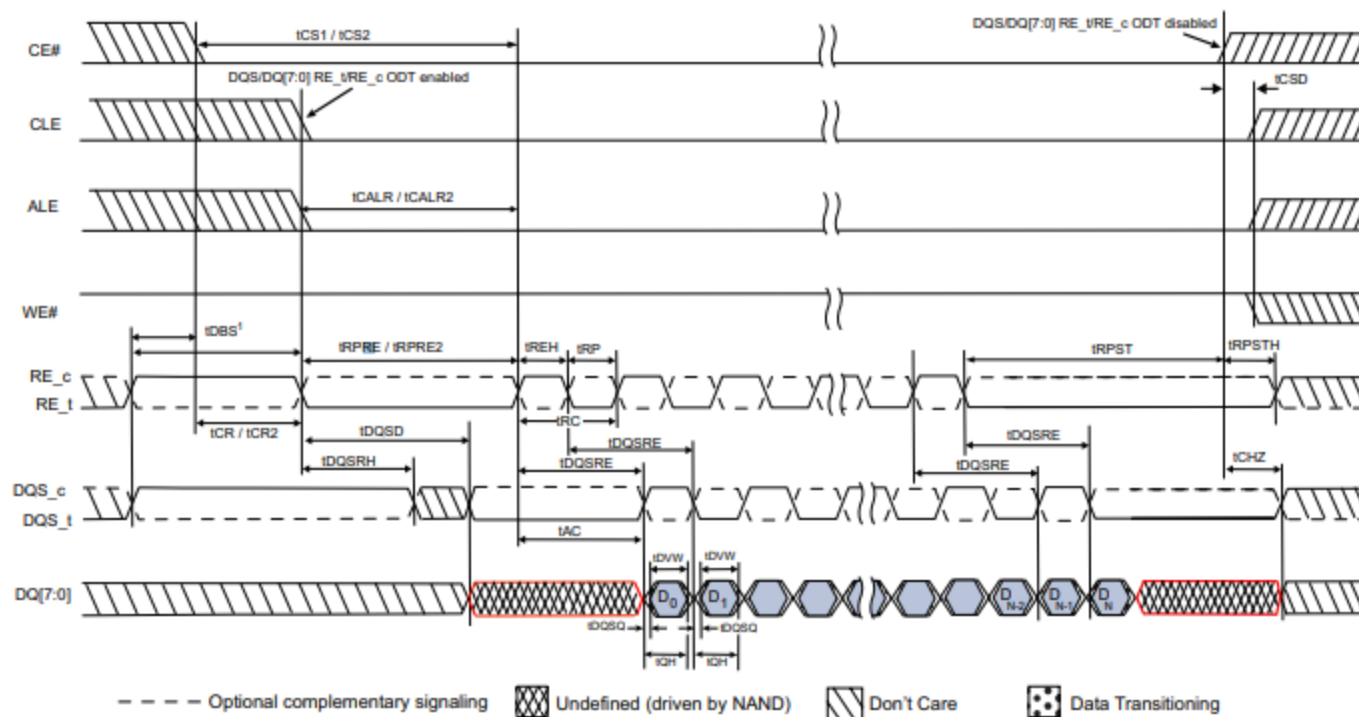 DQS/DQ[7:0] RE_t/RE_c ODT disabled
CE#
tCS1 / tCS2
DQS/DQ[7:0] RE_t/RE_c ODT enabled
tCSD
CLE
ALE
tCALR / tCALR2
WE#
tDBS¹
tRPRE / tRPRE2
tREH
tRP
tRPST
tRPSTH
RE_c
RE_t
tCR / tCR2
tDQSD
tRC
tDQSRE
tDQSRE
tDQSRH
tDQSRE
tDQSRE
tCHZ
DQS_c
DQS_t
tAC
tDVW
tDVW
DQ[7:0]
D0
D1
DN-2
DN-1
DN
tDQSQ
tDQSQ
tQH
tQH
Optional complementary signaling
Undefined (driven by NAND)
Don't Care
Data Transitioning